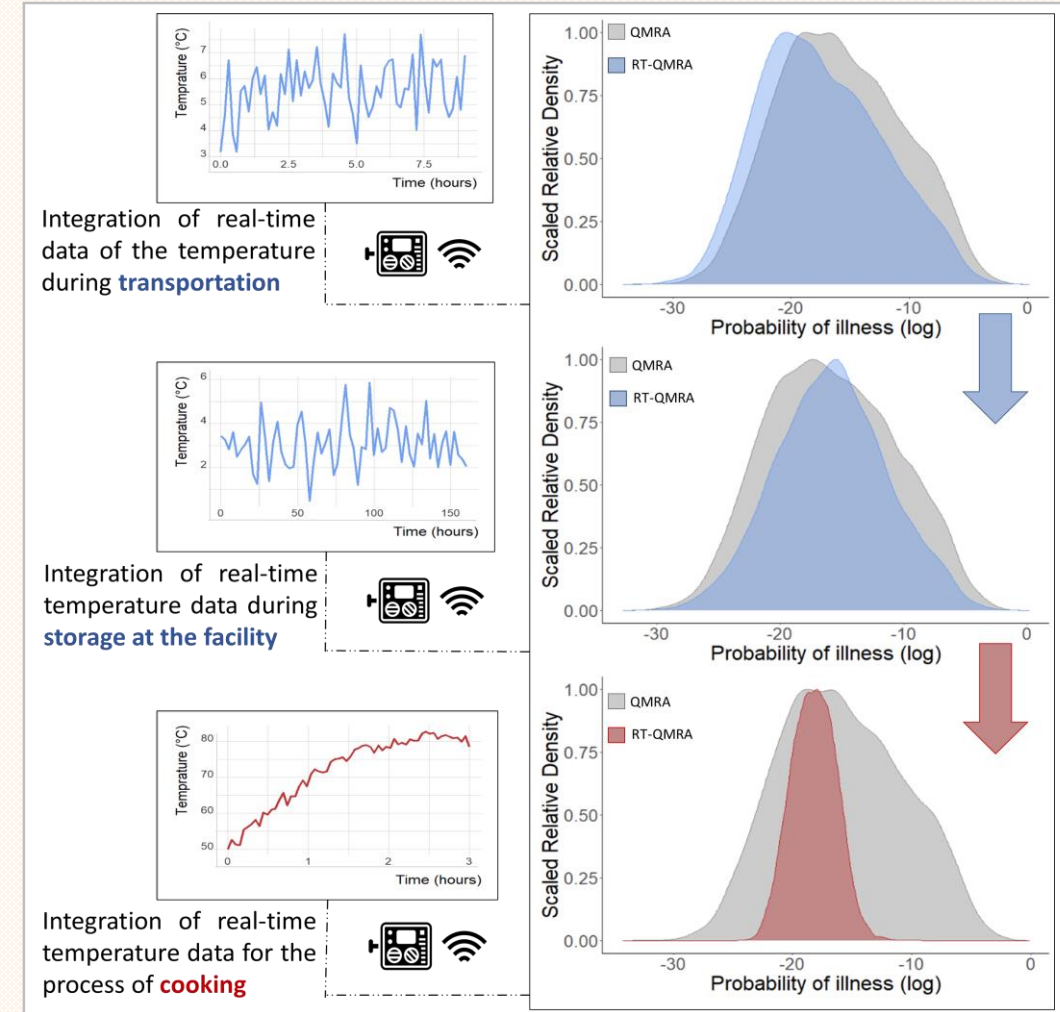 Temprature (°C)
7
6
5
4
3
0.0 2.5 5.0 7.5
Time (hours)
Integration of real-time
data of the temperature
during transportation
QMRA
RT-QMRA
Scaled Relative Density
1.00
0.75
0.50
0.25
0.00
-30 -20 -10 0
Probability of illness (log)
Temprature (°C)
6
4
2
0 50 100 150
Time (hours)
Integration of real-time
temperature data during
storage at the facility
QMRA
RT-QMRA
Scaled Relative Density
1.00
0.75
0.50
0.25
0.00
-30 -20 -10 0
Probability of illness (log)
Temprature (°C)
80
70
60
50
0 1 2 3
Time (hours)
Integration of real-time
temperature data for the
process of cooking
QMRA
RT-QMRA
Scaled Relative Density
1.00
0.75
0.50
0.25
0.00
-30 -20 -10 0
Probability of illness (log)